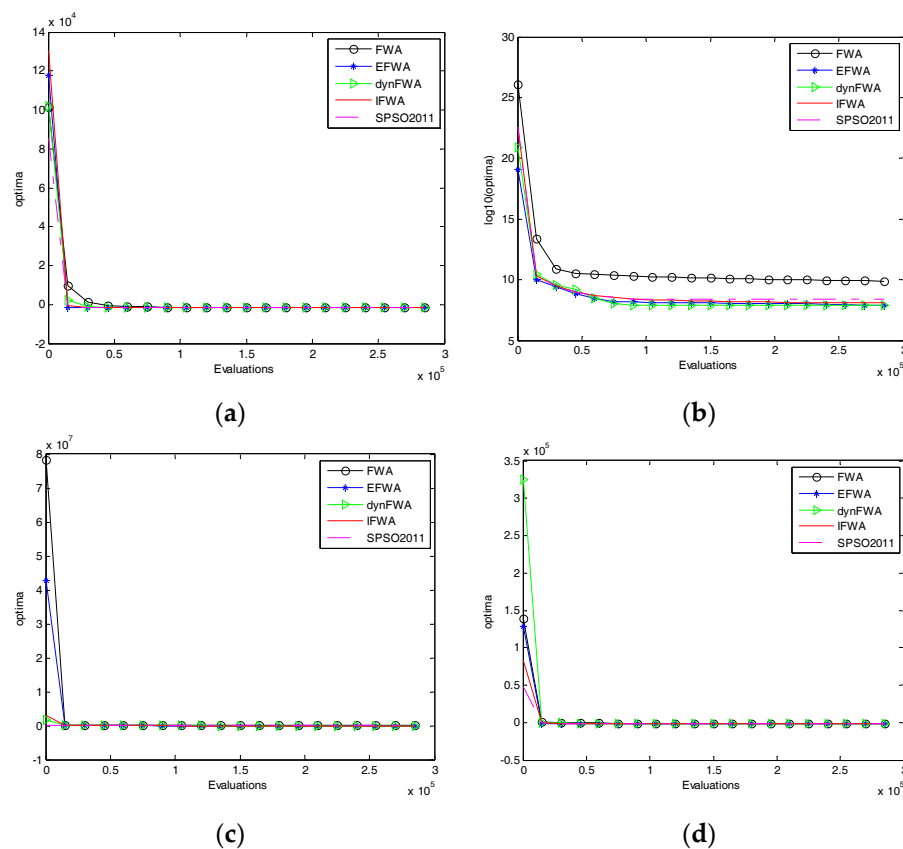 x 10^4
14
12
10
8
6
4
2
0
-2
optima
0 0.5 1 1.5 2 2.5 3
x 10^5
Evaluations
FWA
EFWA
dynFWA
IFWA
SPSO2011
(a)
30
25
20
15
10
5
log10(optima)
0 0.5 1 1.5 2 2.5 3
x 10^5
Evaluations
FWA
EFWA
dynFWA
IFWA
SPSO2011
(b)
x 10^7
8
7
6
5
4
3
2
1
0
-1
optima
0 0.5 1 1.5 2 2.5 3
x 10^5
Evaluations
FWA
EFWA
dynFWA
IFWA
SPSO2011
(c)
x 10^5
3.5
3
2.5
2
1.5
1
0.5
0
-0.5
optima
0 0.5 1 1.5 2 2.5 3
x 10^5
Evaluations
FWA
EFWA
dynFWA
IFWA
SPSO2011
(d)